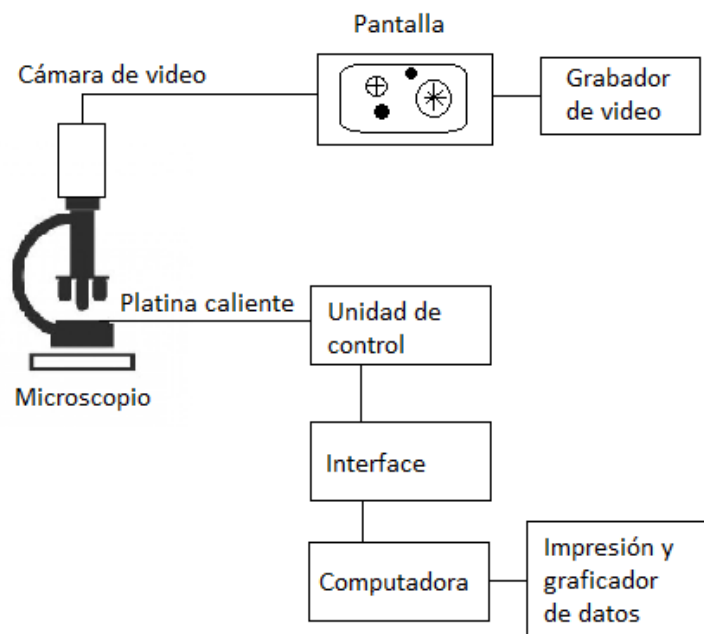 Pantalla
Cámara de video
Grabador
de video
Platina caliente
Unidad de
control
Microscopio
Interface
Computadora
Impresión y
graficador
de datos